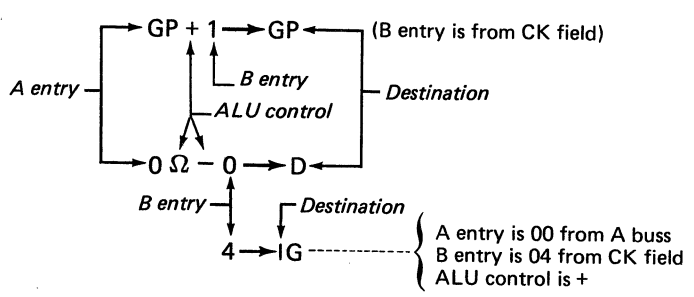 GP + 1 → GP (B entry is from CK field)
B entry
A entry
Destination
ALU control
0 Ω − 0 → D
B entry
Destination
4 → IG
A entry is 00 from A buss
B entry is 04 from CK field
ALU control is +